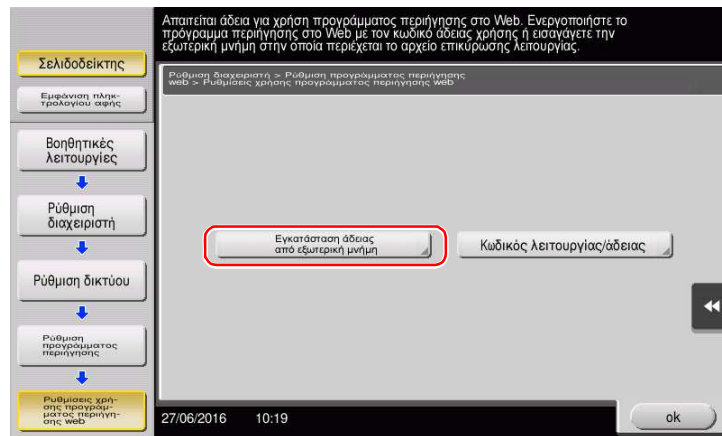 Απαιτείται άδεια για χρήση προγράμματος περιήγησης στο Web. Ενεργοποιήστε το
πρόγραμμα περιήγησης στο Web με τον κωδικό άδειας χρήσης ή εισαγάγετε την
εξωτερική μνήμη στην οποία περιέχεται το αρχείο επικύρωσης λειτουργίας.
Σελιδοδείκτης
Εμφάνιση πληκ-
τρολογίου αφής
Βοηθητικές
λειτουργίες
Ρύθμιση
διαχειριστή
Ρύθμιση δικτύου
Ρύθμιση
προγράμματος
περιήγησης
Ρυθμίσεις χρή-
σης προγράμ-
ματος περιήγη-
σης web
Ρύθμιση διαχειριστή > Ρύθμιση προγράμματος περιήγησης
web > Ρυθμίσεις χρήσης προγράμματος περιήγησης web
Εγκατάσταση άδειας
από εξωτερική μνήμη
Κωδικός λειτουργίας/άδειας
27/06/2016 10:19
ok